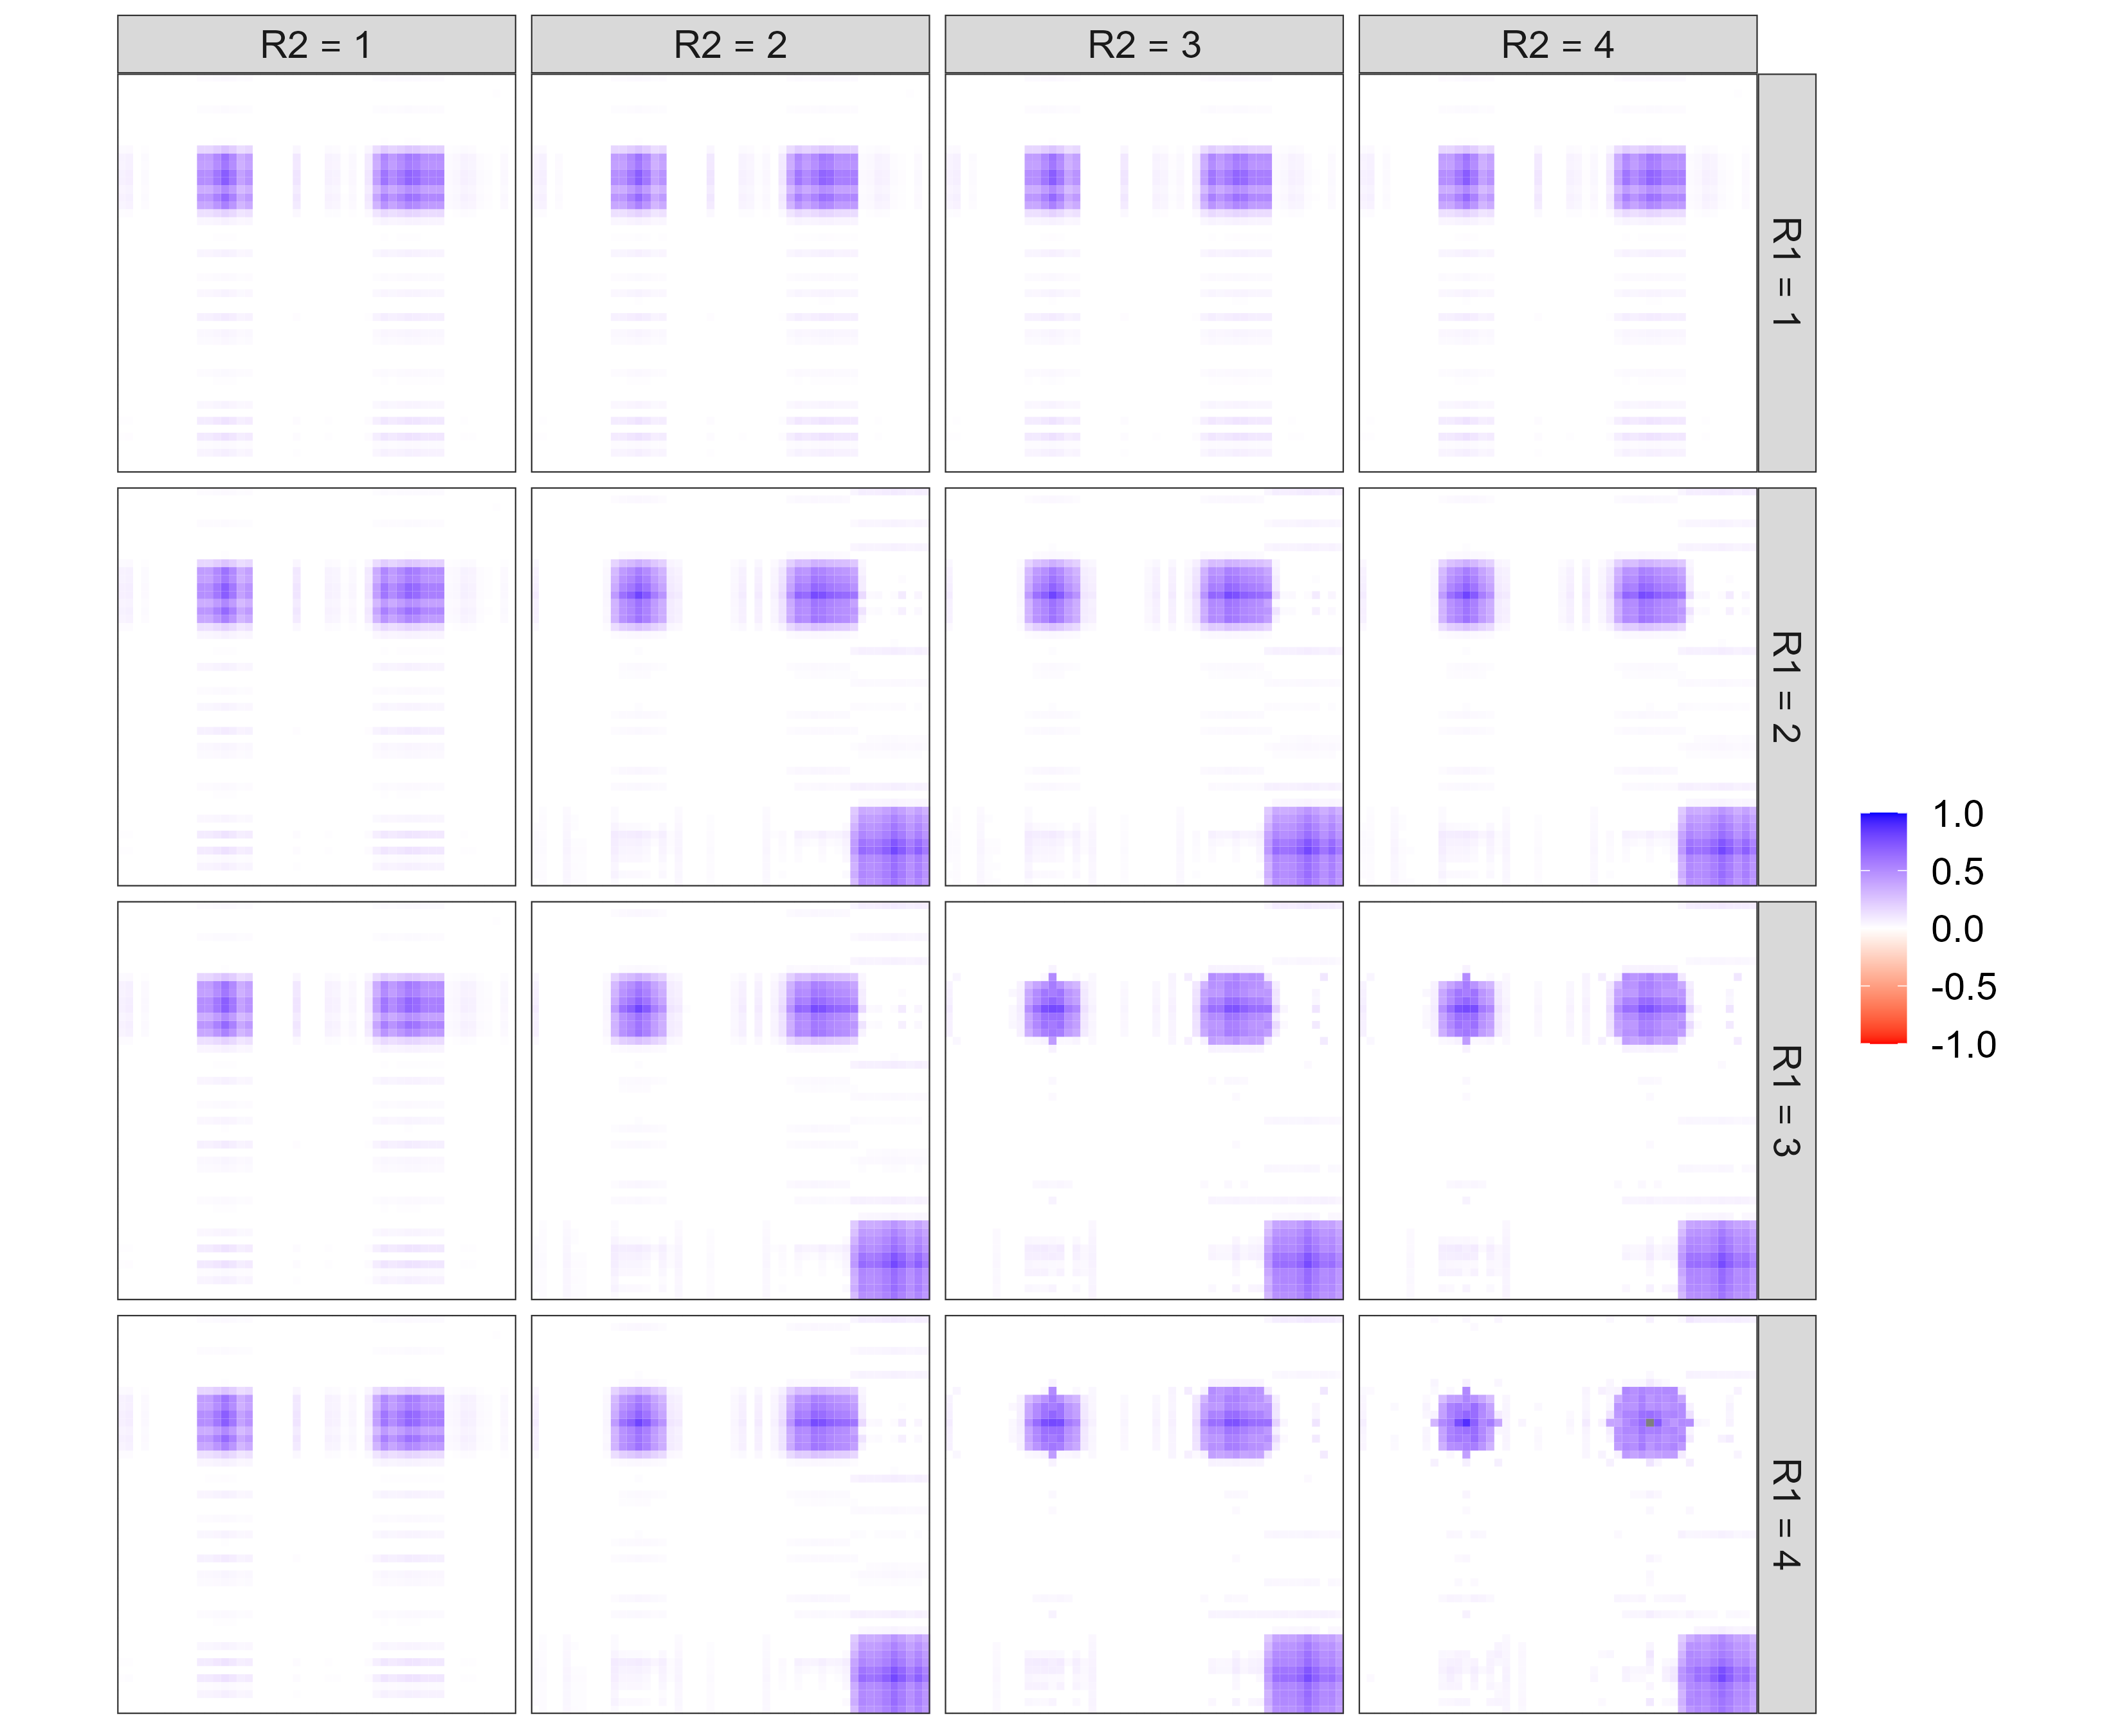 R2 = 1
R2 = 2
R2 = 3
R2 = 4
R1 = 1
R1 = 2
R1 = 3
R1 = 4
1.0
0.5
0.0
-0.5
-1.0